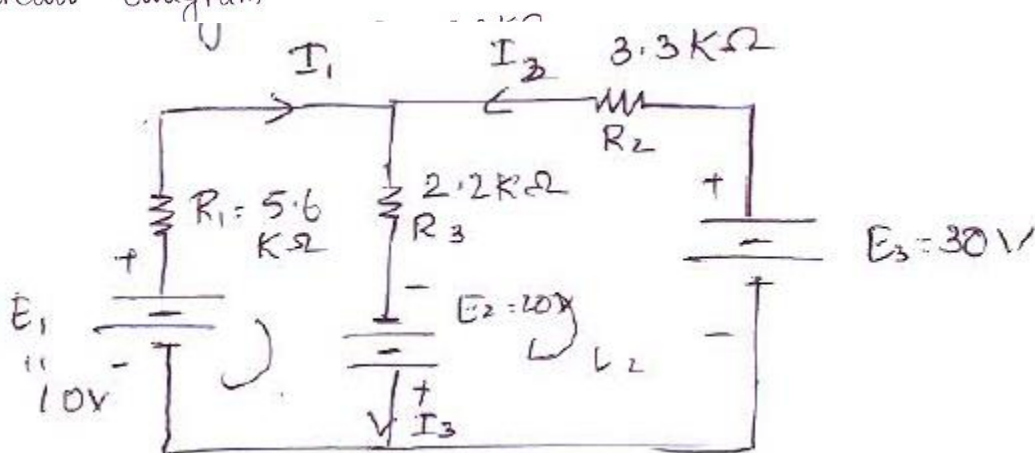 diagram
I₁
I₂
3.3KΩ
R₂
R₁ = 5.6
KΩ
2.2KΩ
R3
+
+
-
+
E₁
"
10V
-
E₂ = 20V
L2
-
E₃ = 30V
+
I3